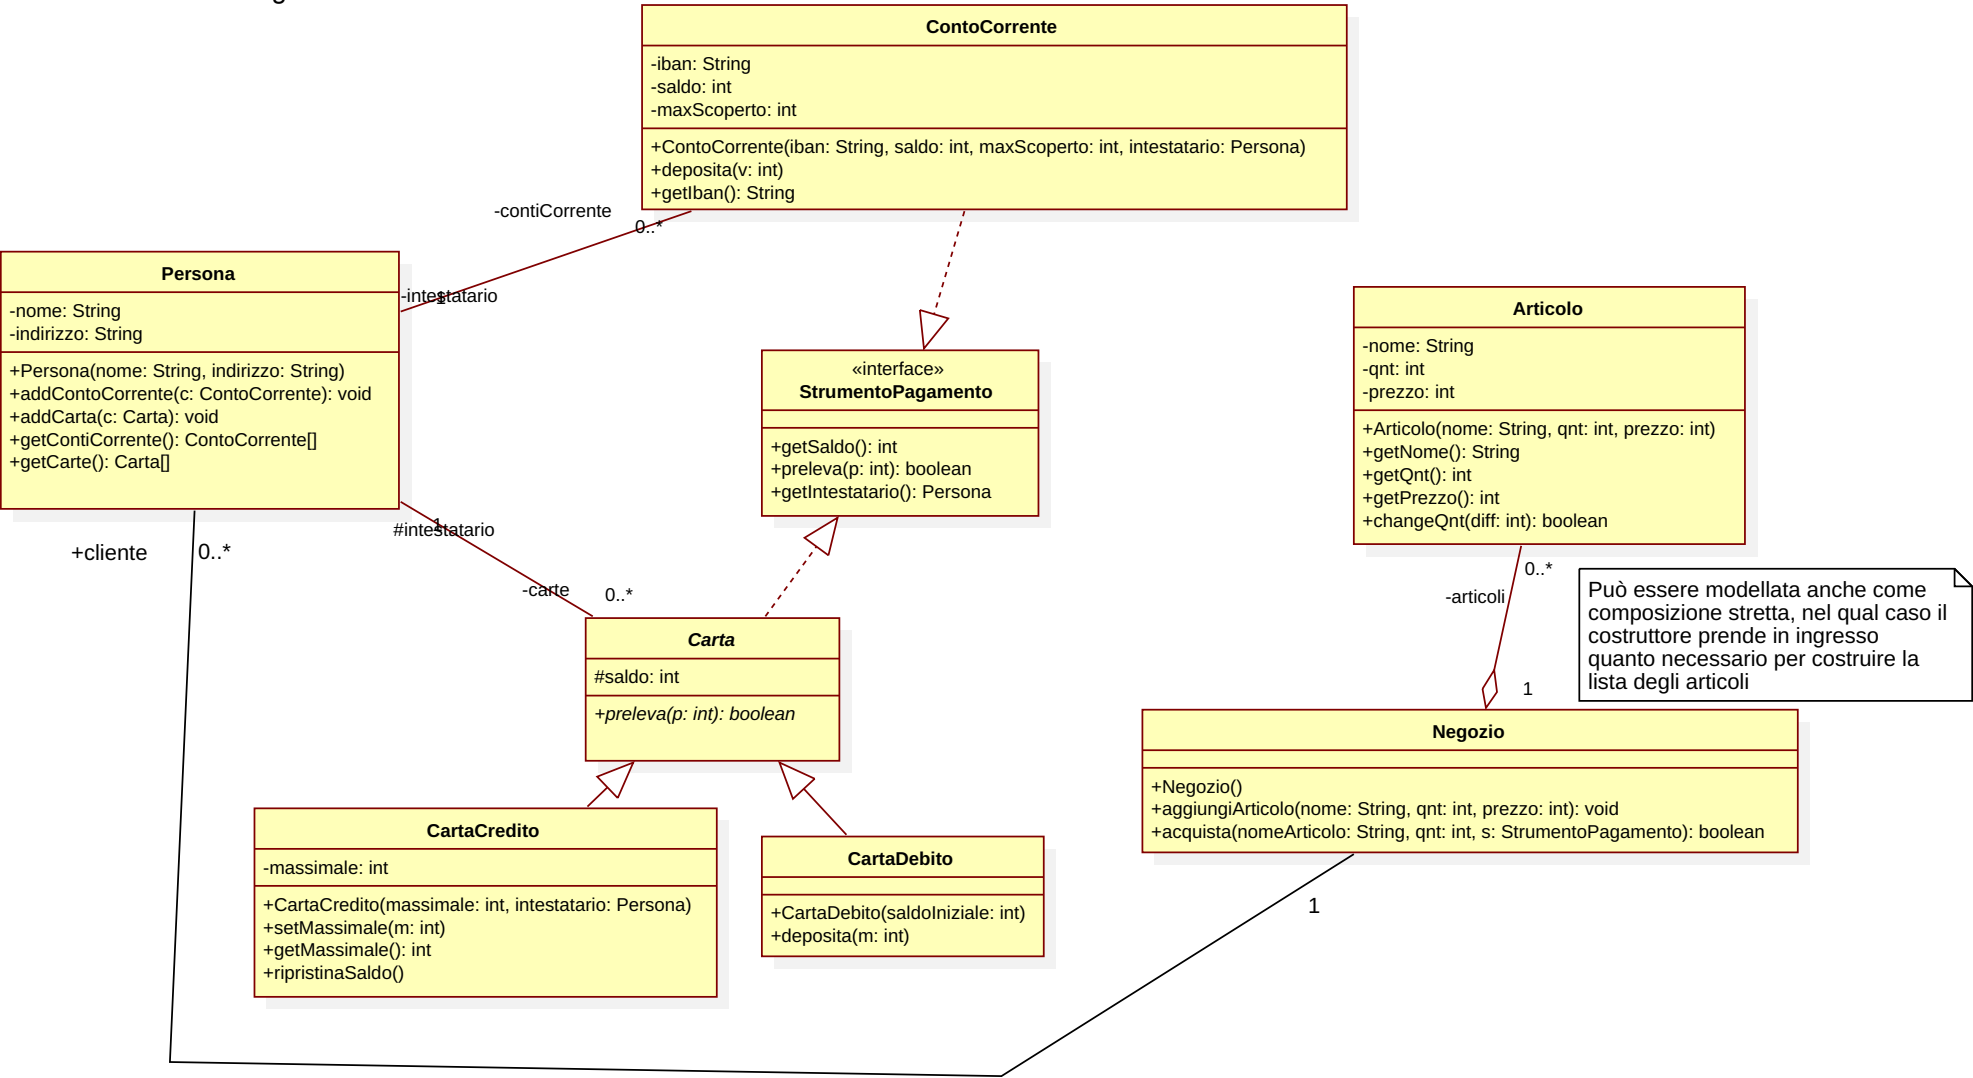 ContoCorrente
-iban: String
-saldo: int
-maxScoperto: int
+ContoCorrente(iban: String, saldo: int, maxScoperto: int, intestatario: Persona)
+deposita(v: int)
+getIban(): String
-contiCorrente
0..*
-intestatario
1
Persona
-nome: String
-indirizzo: String
+Persona(nome: String, indirizzo: String)
+addContoCorrente(c: ContoCorrente): void
+addCarta(c: Carta): void
+getContiCorrente(): ContoCorrente[]
+getCarte(): Carta[]
«interface»
StrumentoPagamento
+getSaldo(): int
+preleva(p: int): boolean
+getIntestatario(): Persona
Articolo
-nome: String
-qnt: int
-prezzo: int
+Articolo(nome: String, qnt: int, prezzo: int)
+getNome(): String
+getQnt(): int
+getPrezzo(): int
+changeQnt(diff: int): boolean
#intestatario
1
+cliente
0..*
-carte
0..*
0..*
-articoli
1
Può essere modellata anche come
composizione stretta, nel qual caso il
costruttore prende in ingresso
quanto necessario per costruire la
lista degli articoli
Carta
#saldo: int
+preleva(p: int): boolean
Negozio
+Negozio()
+aggiungiArticolo(nome: String, qnt: int, prezzo: int): void
+acquista(nomeArticolo: String, qnt: int, s: StrumentoPagamento): boolean
CartaCredito
-massimale: int
+CartaCredito(massimale: int, intestatario: Persona)
+setMassimale(m: int)
+getMassimale(): int
+ripristinaSaldo()
CartaDebito
+CartaDebito(saldoIniziale: int)
+deposita(m: int)
1